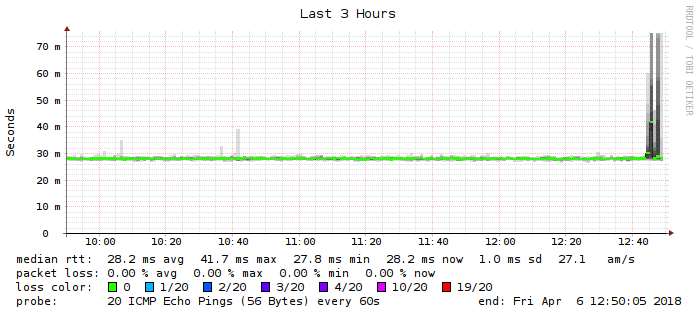 Last 3 Hours
RRDTOOL / TOBI OETIKER
Seconds
70 m
60 m
50 m
40 m
30 m
20 m
10 m
0
10:00 10:20 10:40 11:00 11:20 11:40 12:00 12:20 12:40
median rtt: 28.2 ms avg 41.7 ms max 27.8 ms min 28.2 ms now 1.0 ms sd 27.1 am/s
packet loss: 0.00 % avg 0.00 % max 0.00 % min 0.00 % now
loss color: 0 1/20 2/20 3/20 4/20 10/20 19/20
probe: 20 ICMP Echo Pings (56 Bytes) every 60s end: Fri Apr 6 12:50:05 2018